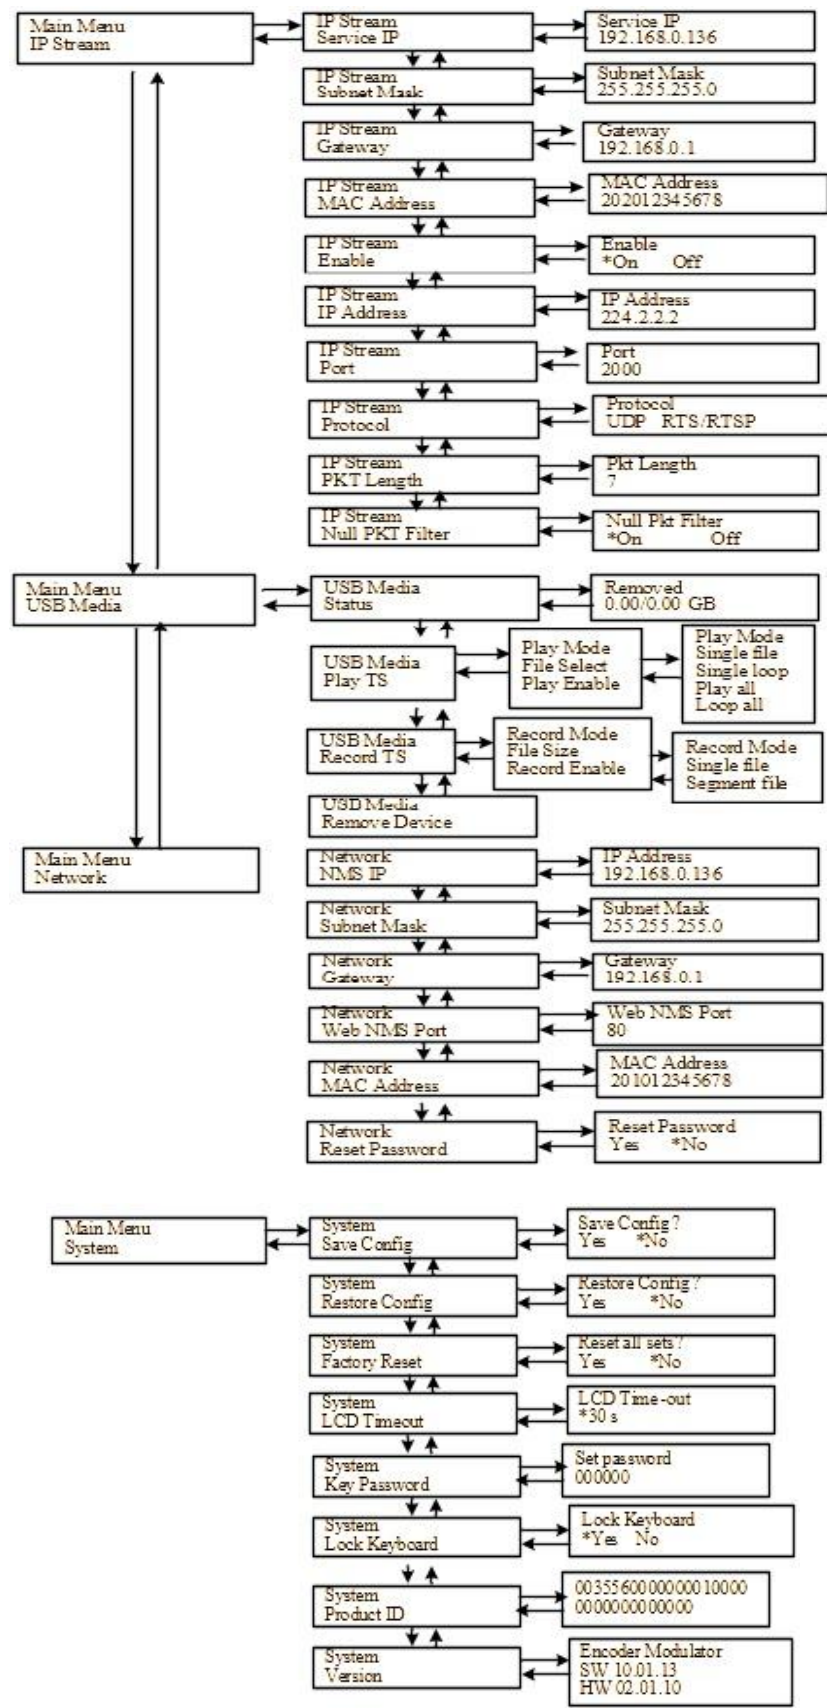 Main Menu
IP Stream
IP Stream
Service IP
Service IP
192.168.0.136
IP Stream
Subnet Mask
Subnet Mask
255.255.255.0
IP Stream
Gateway
Gateway
192.168.0.1
IP Stream
MAC Address
MAC Address
202012345678
IP Stream
Enable
Enable
*On Off
IP Stream
IP Address
IP Address
224.2.2.2
IP Stream
Port
Port
2000
IP Stream
Protocol
Protocol
UDP RTS/RTSP
IP Stream
PKT Length
Pkt Length
7
IP Stream
Null PKT Filter
Null Pkt Filter
*On Off
Main Menu
USB Media
USB Media
Status
Removed
0.00/0.00 GB
USB Media
Play TS
Play Mode
File Select
Play Enable
Play Mode
Single file
Single loop
Play all
Loop all
USB Media
Record TS
Record Mode
File Size
Record Enable
Record Mode
Single file
Segment file
USB Media
Remove Device
Main Menu
Network
Network
NMS IP
IP Address
192.168.0.136
Network
Subnet Mask
Subnet Mask
255.255.255.0
Network
Gateway
Gateway
192.168.0.1
Network
Web NMS Port
Web NMS Port
80
Network
MAC Address
MAC Address
201012345678
Network
Reset Password
Reset Password
Yes *No
Main Menu
System
System
Save Config
Save Config?
Yes *No
System
Restore Config
Restore Config?
Yes *No
System
Factory Reset
Reset all sets?
Yes *No
System
LCD Timeout
LCD Time-out
*30 s
System
Key Password
Set password
000000
System
Lock Keyboard
Lock Keyboard
*Yes No
System
Product ID
0035560000000010000
0000000000000
System
Version
Encoder Modulator
SW 10.01.13
HW 02.01.10